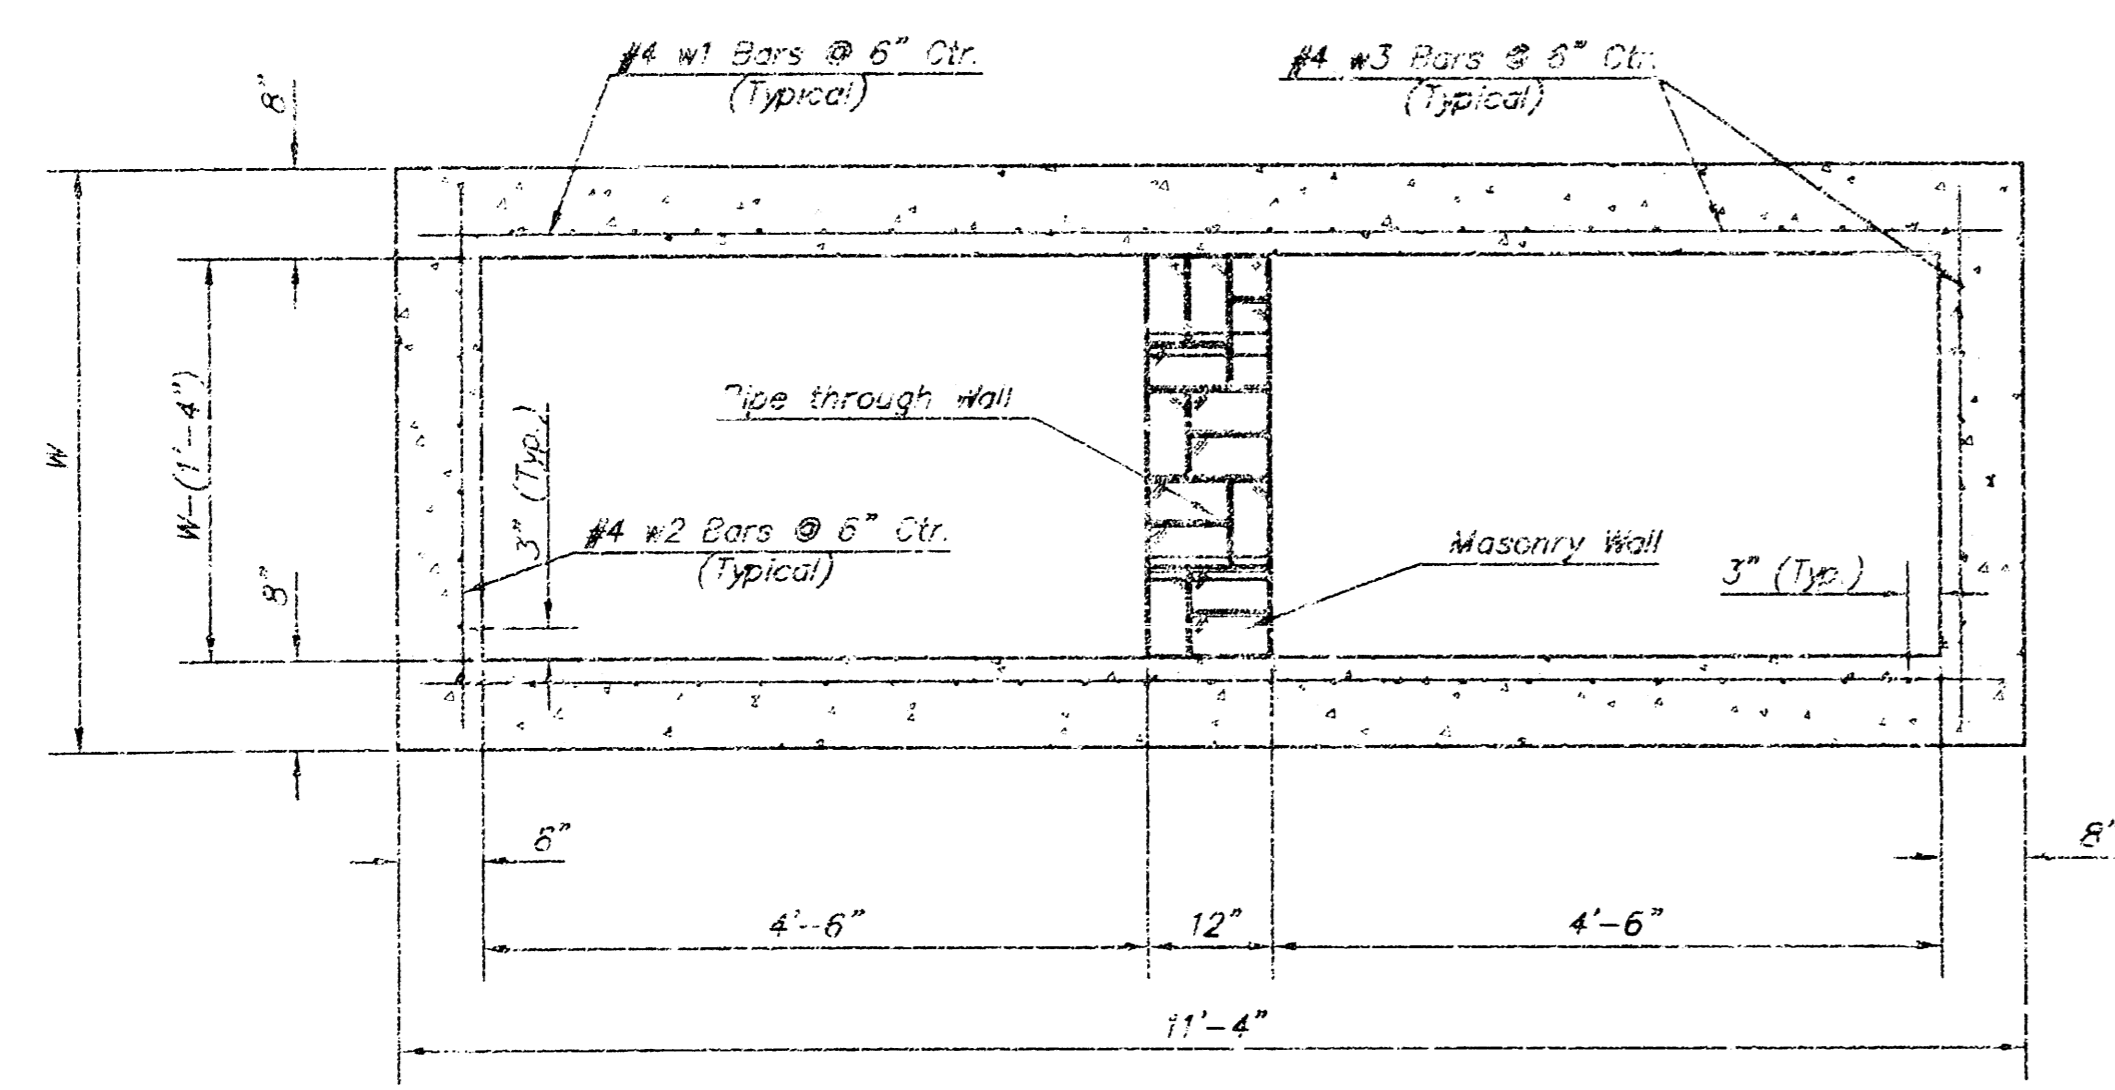 #4 w1 Bars @ 6" Ctr.
(Typical)
#4 w3 Bars @ 6" Ctr.
(Typical)
8"
W
W-(1'-4")
8"
Pipe through Wall
3" (Typ.)
#4 w2 Bars @ 6" Ctr.
(Typical)
Masonry Wall
3" (Typ.)
8"
8"
4'-6"
12"
4'-6"
11'-4"